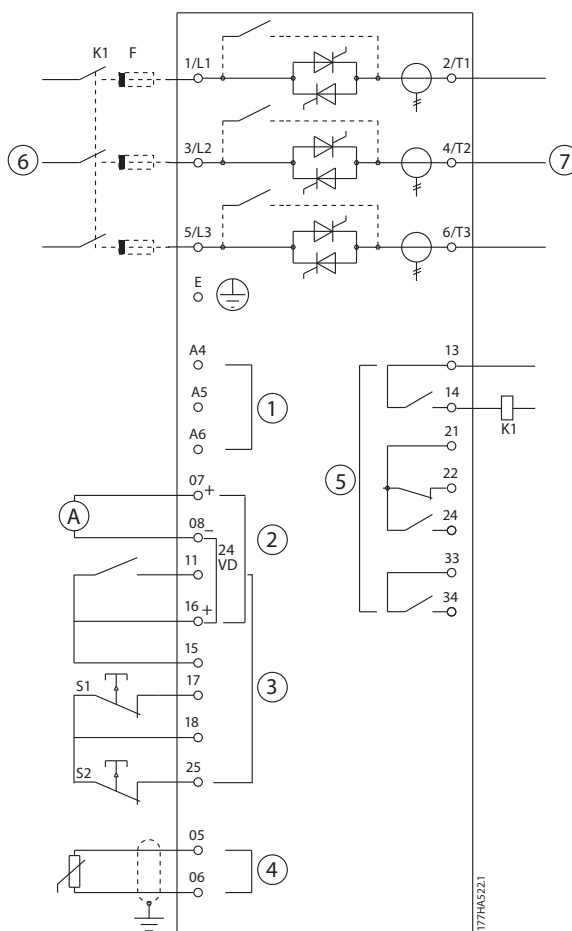 K1 F 1/L1 2/T1
6 3/L2 4/T2 7
5/L3 6/T3
E
A4 13
A5 1 14
K1
A6 21
07 + 5 22
A 08 – 2 24
24
VD
11 33
16 + 34
15
S1 17 3
18
S2 25
05
4
06
177HA522.1